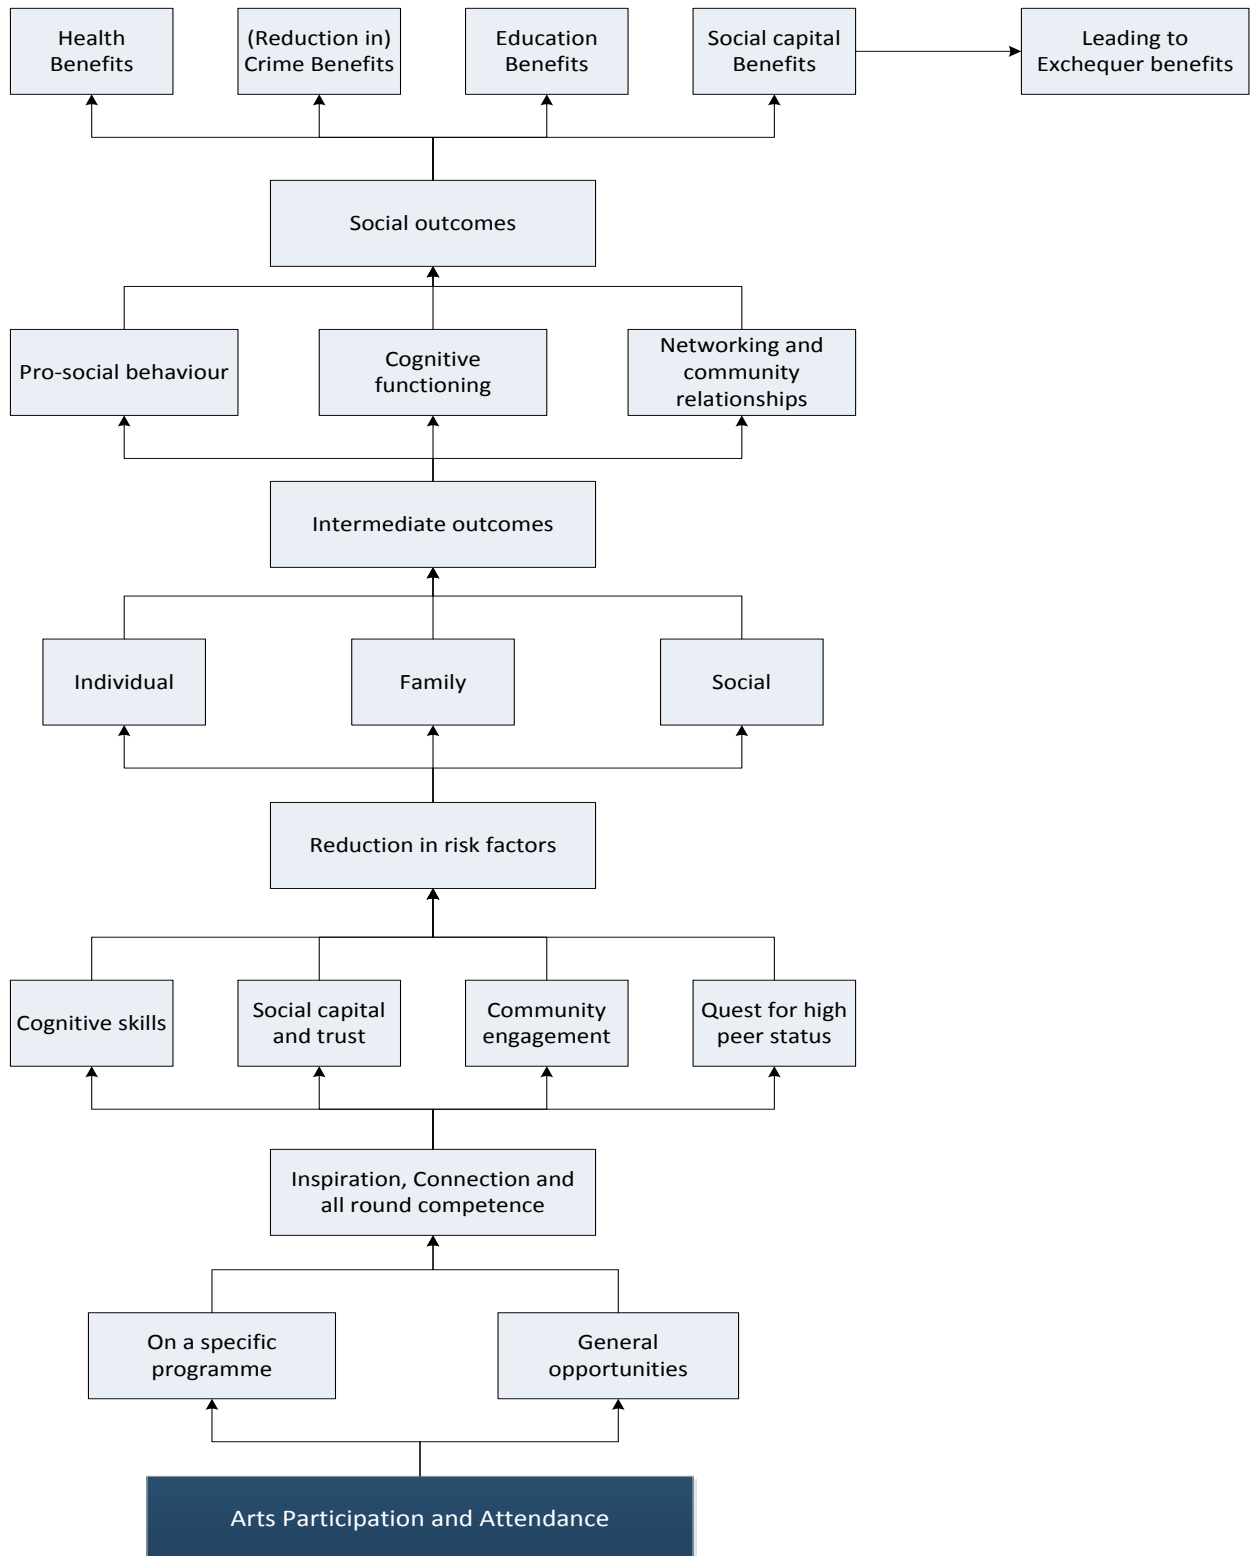 Health
Benefits
(Reduction in)
Crime Benefits
Education
Benefits
Social capital
Benefits
Leading to
Exchequer benefits
Social outcomes
Pro-social behaviour
Cognitive
functioning
Networking and
community
relationships
Intermediate outcomes
Individual
Family
Social
Reduction in risk factors
Cognitive skills
Social capital
and trust
Community
engagement
Quest for high
peer status
Inspiration, Connection and
all round competence
On a specific
programme
General
opportunities
Arts Participation and Attendance